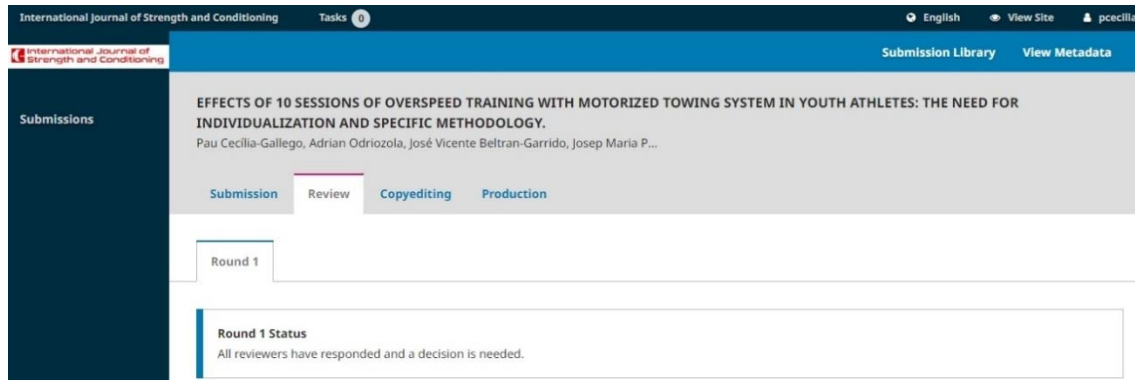 International Journal of Strength and Conditioning Tasks 0 English View Site pcecilla
International Journal of
Strength and Conditioning
Submission Library View Metadata
Submissions
EFFECTS OF 10 SESSIONS OF OVERSPEED TRAINING WITH MOTORIZED TOWING SYSTEM IN YOUTH ATHLETES: THE NEED FOR
INDIVIDUALIZATION AND SPECIFIC METHODOLOGY.
Pau Cecília-Gallego, Adrian Odriozola, José Vicente Beltran-Garrido, Josep Maria P...
Submission Review Copyediting Production
Round 1
Round 1 Status
All reviewers have responded and a decision is needed.